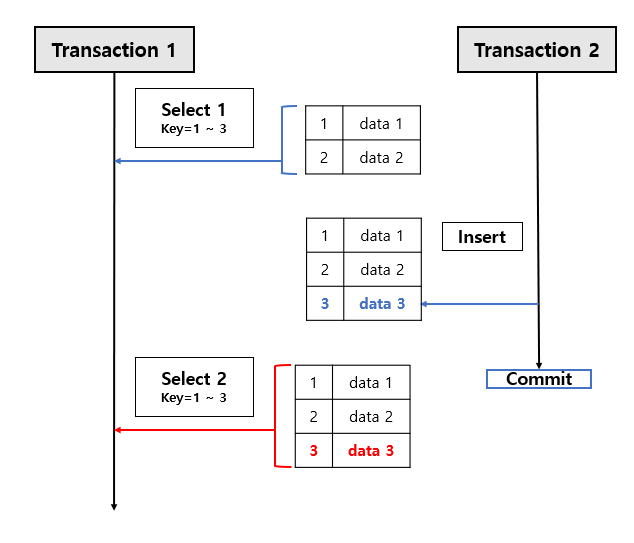 Transaction 1
Transaction 2
Select 1
Key=1 ~ 3
1 data 1
2 data 2
Insert
1 data 1
2 data 2
3 data 3
Select 2
Key=1 ~ 3
1 data 1
2 data 2
3 data 3
Commit